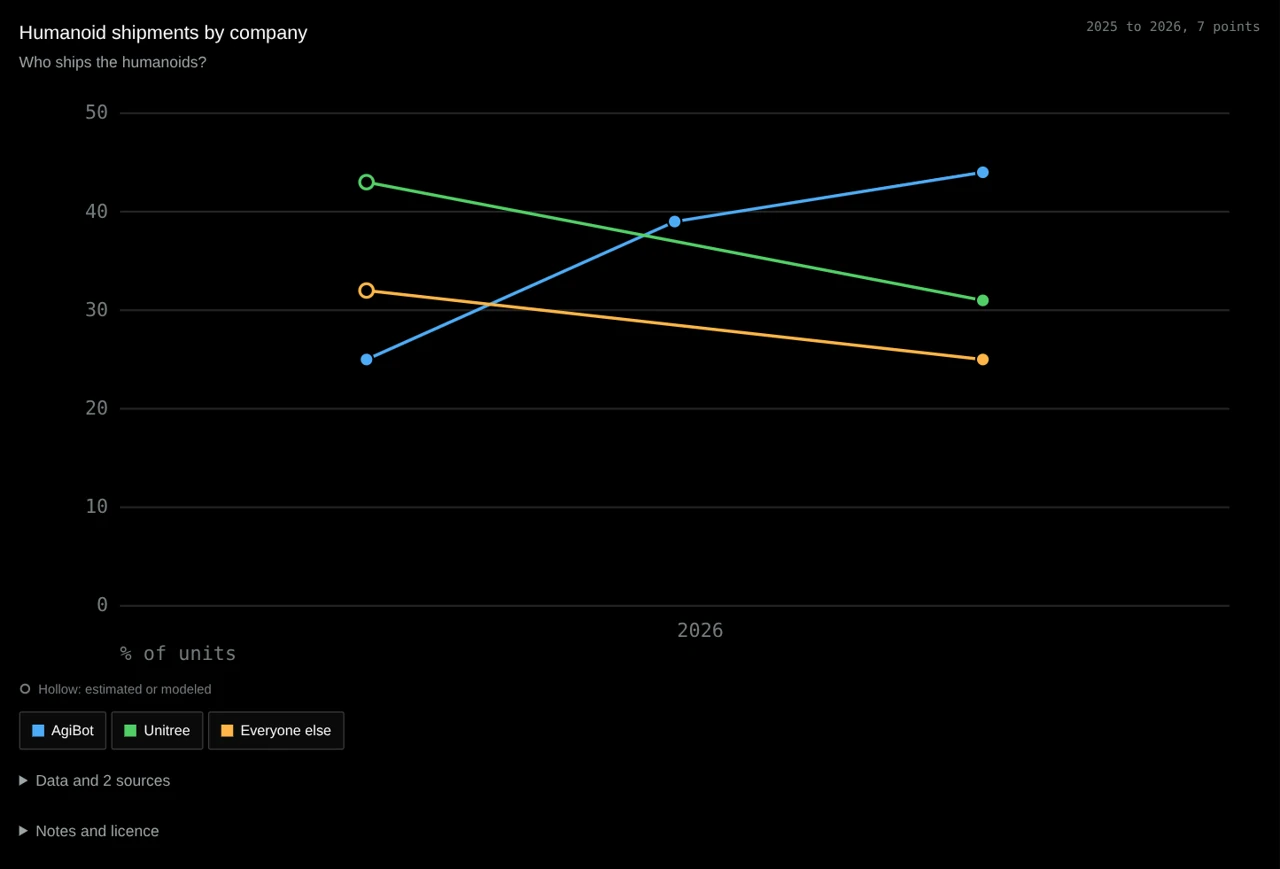 Humanoid shipments by company
2025 to 2026, 7 points
Who ships the humanoids?
50
40
30
20
10
0
2026
% of units
Hollow: estimated or modeled
AgiBot
Unitree
Everyone else
Data and 2 sources
Notes and licence